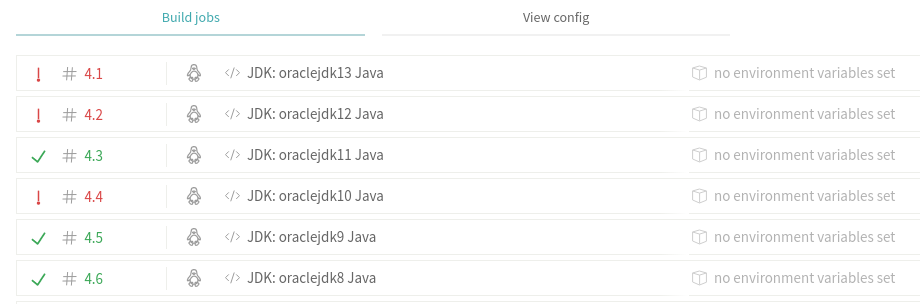 Build jobs View config
! # 4.1 </> JDK: oraclejdk13 Java no environment variables set
! # 4.2 </> JDK: oraclejdk12 Java no environment variables set
# 4.3 </> JDK: oraclejdk11 Java no environment variables set
! # 4.4 </> JDK: oraclejdk10 Java no environment variables set
# 4.5 </> JDK: oraclejdk9 Java no environment variables set
# 4.6 </> JDK: oraclejdk8 Java no environment variables set